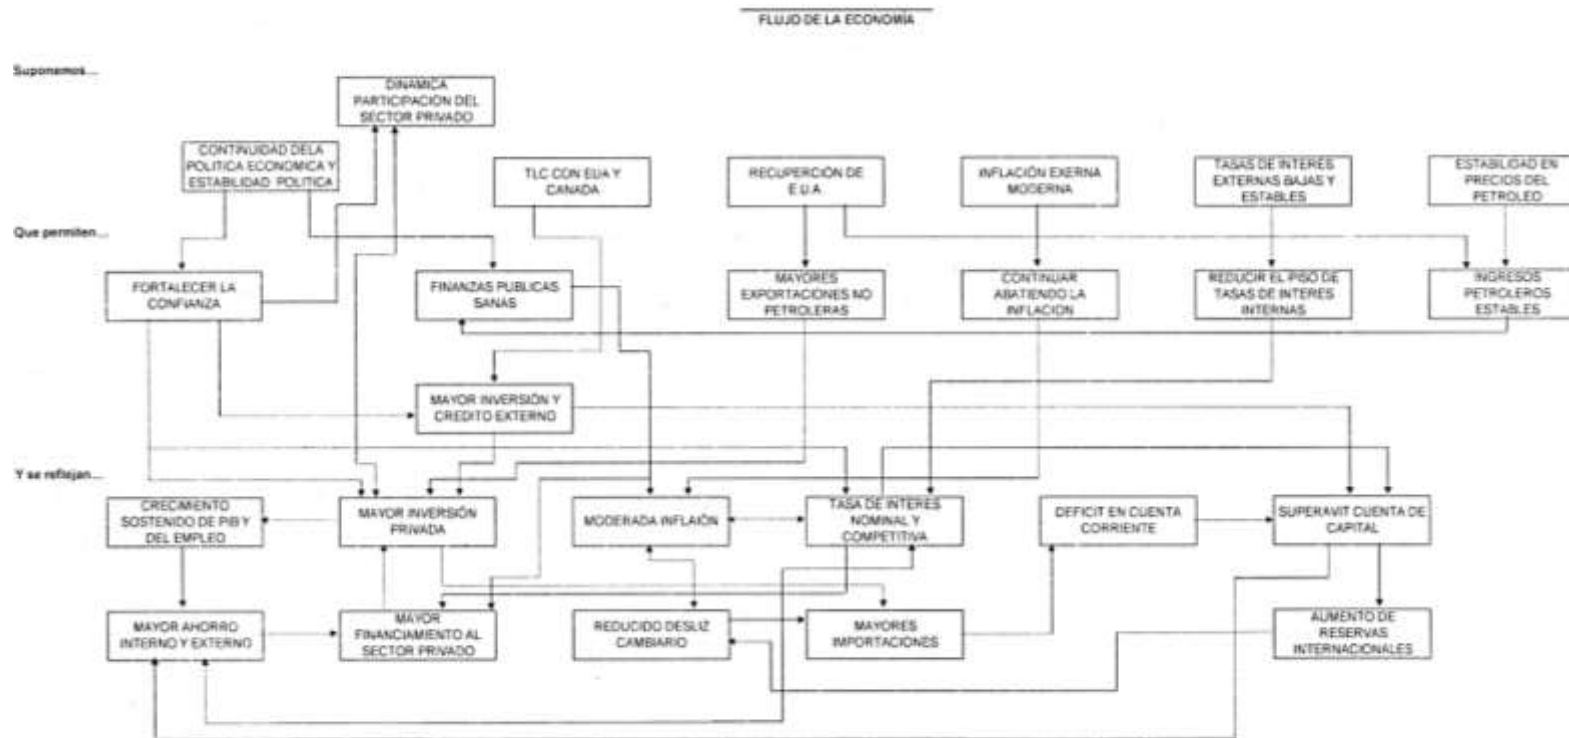 FLUJO DE LA ECONOMÍA
Suponemos...
DINAMICA
PARTICIPACION DEL
SECTOR PRIVADO
CONTINUIDAD DELA
POLITICA ECONOMICA Y
ESTABILIDAD POLITICA
TLC CON EUA Y
CANADA
RECUPERCIÓN DE
E.U.A
INFLACIÓN EXERNA
MODERNA
TASAS DE INTERES
EXTERNAS BAJAS Y
ESTABLES
ESTABILIDAD EN
PRECIOS DEL
PETROLEO
Que permiten...
FORTALECER LA
CONFIANZA
FINANZAS PUBLICAS
SANAS
MAYORES
EXPORTACIONES NO
PETROLERAS
CONTINUAR
ABATIENDO LA
INFLACION
REDUCIR EL PISO DE
TASAS DE INTERES
INTERNAS
INGRESOS
PETROLEROS
ESTABLES
MAYOR INVERSIÓN Y
CREDITO EXTERNO
Y se reflejan...
CRECIMIENTO
SOSTENIDO DE PIB Y
DEL EMPLEO
MAYOR INVERSIÓN
PRIVADA
MODERADA INFLAIÓN
TASA DE INTERES
NOMINAL Y
COMPETITIVA
DEFICIT EN CUENTA
CORRIENTE
SUPERAVIT CUENTA DE
CAPITAL
MAYOR AHORRO
INTERNO Y EXTERNO
MAYOR
FINANCIAMIENTO AL
SECTOR PRIVADO
REDUCIDO DESLIZ
CAMBIARIO
MAYORES
IMPORTACIONES
AUMENTO DE
RESERVAS
INTERNACIONALES